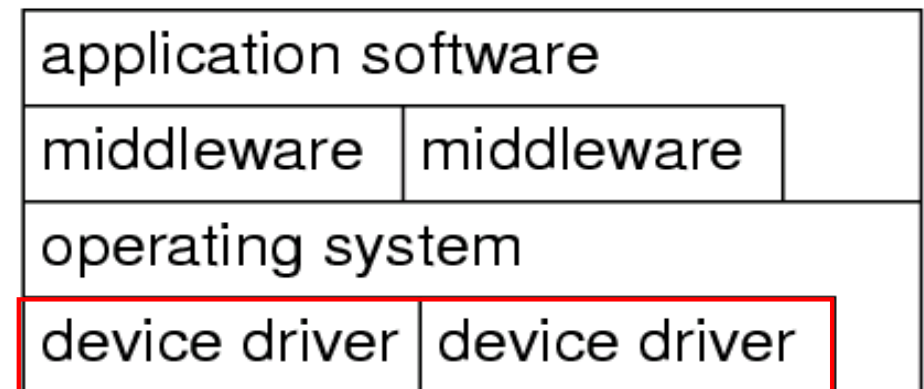 application software
middleware middleware
operating system
device driver device driver